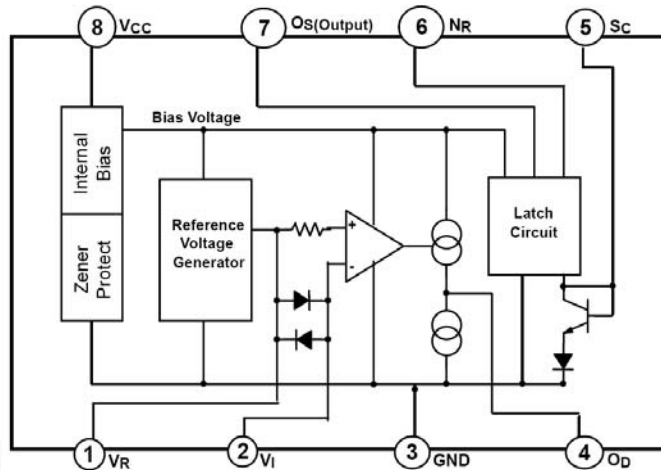 8 VCC
7 OS(Output)
6 NR
5 SC
Bias Voltage
Internal
Bias
Zener
Protect
Reference
Voltage
Generator
+
-
Latch
Circuit
1 VR
2 VI
3 GND
4 OD